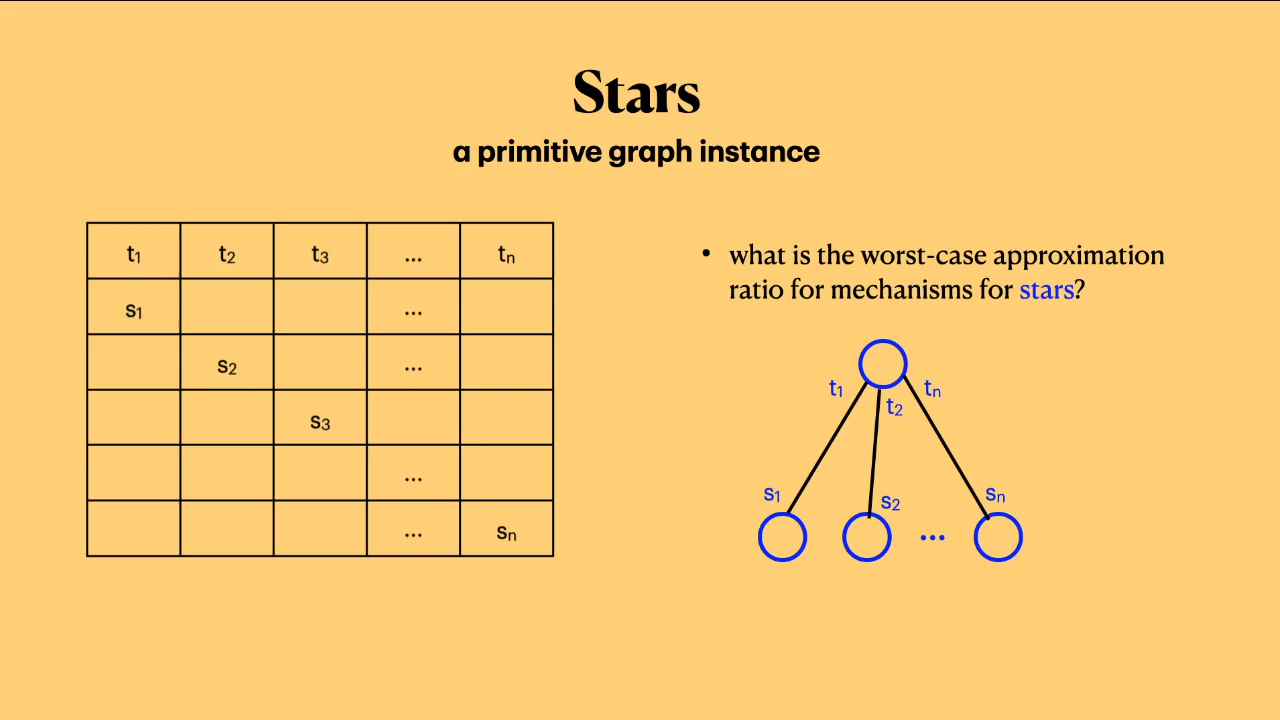 Stars
a primitive graph instance
t₁ t₂ t₃ ... tₙ
s₁ ...
s₂ ...
s₃
...
... sₙ
• what is the worst-case approximation
ratio for mechanisms for stars?
t₁ t₂ tₙ
s₁ s₂ ... sₙ